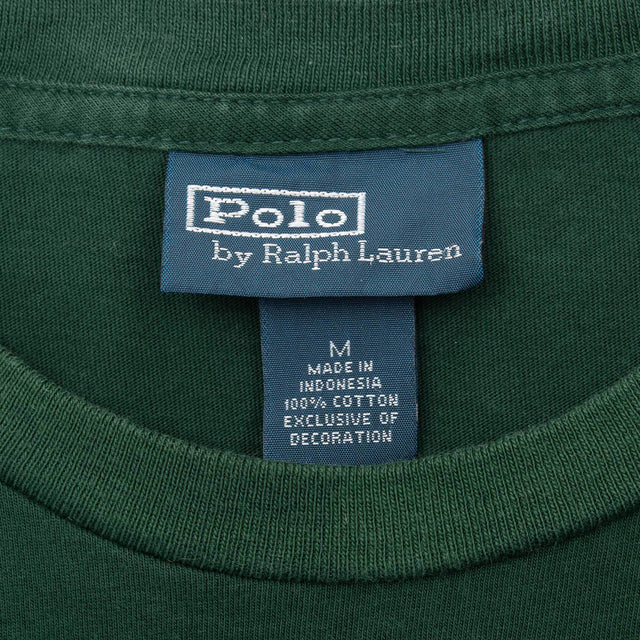 Polo
by Ralph Lauren
M
MADE IN
INDONESIA
100% COTTON
EXCLUSIVE OF
DECORATION